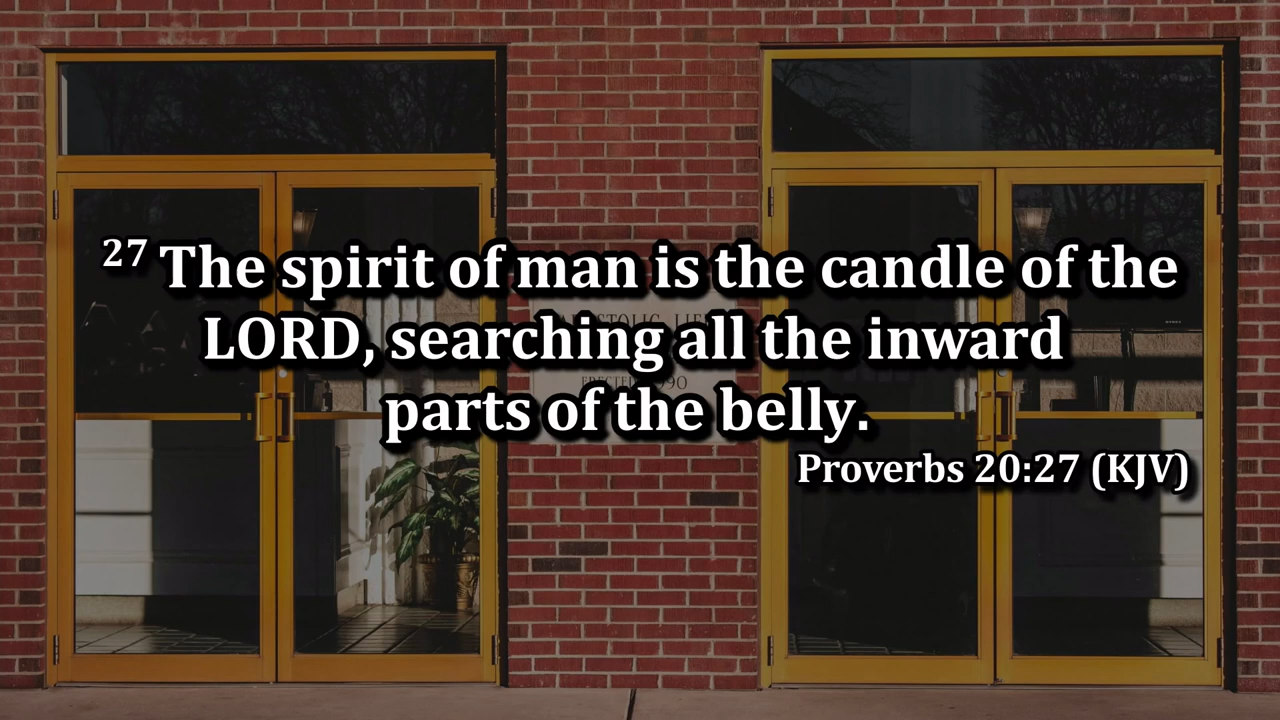 27 The spirit of man is the candle of the
LORD, searching all the inward
parts of the belly.
Proverbs 20:27 (KJV)